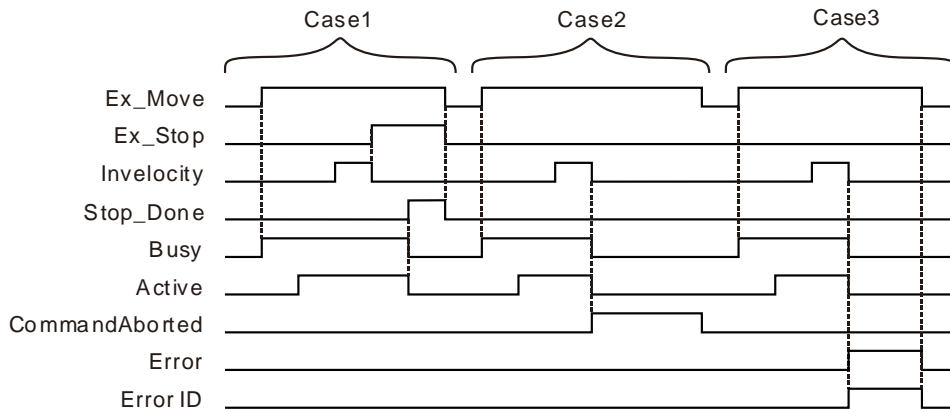 Case1 Case2 Case3
Ex_Move
Ex_Stop
Invelocity
Stop_Done
Busy
Active
CommandAborted
Error
Error ID